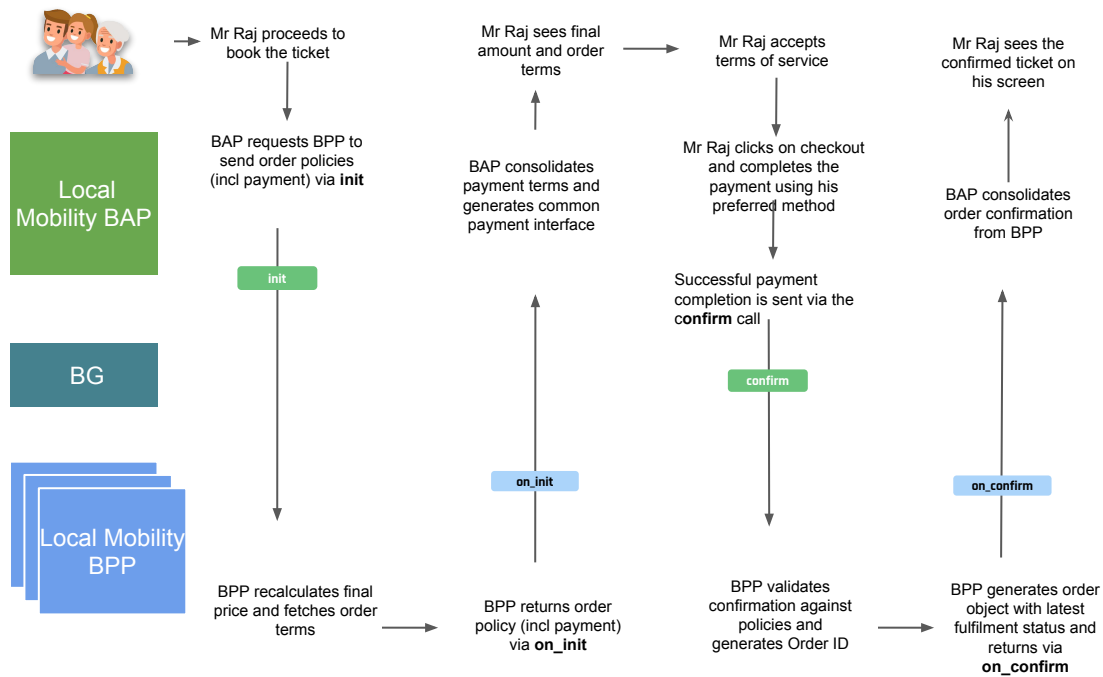 Mr Raj proceeds to
book the ticket
BAP requests BPP to
send order policies
(incl payment) via init
init
BPP recalculates final
price and fetches order
terms
BPP returns order
policy (incl payment)
via on_init
on_init
BAP consolidates
payment terms and
generates common
payment interface
Mr Raj sees final
amount and order
terms
Mr Raj accepts
terms of service
Mr Raj clicks on checkout
and completes the
payment using his
preferred method
Successful payment
completion is sent via the
confirm call
confirm
BPP validates
confirmation against
policies and
generates Order ID
BPP generates order
object with latest
fulfilment status and
returns via
on_confirm
on_confirm
BAP consolidates
order confirmation
from BPP
Mr Raj sees the
confirmed ticket on
his screen
Local
Mobility BAP
BG
Local Mobility
BPP